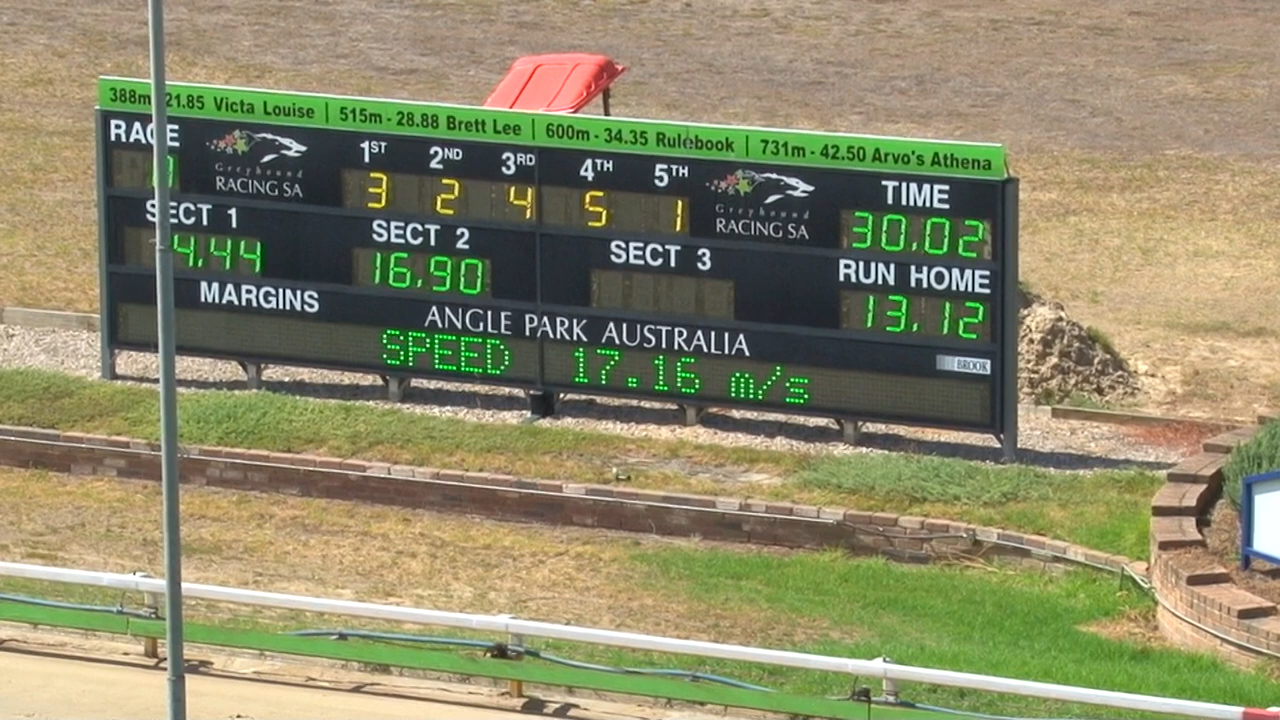 388m 21.85 Victa Louise | 515m - 28.88 Brett Lee | 600m - 34.35 Rulebook | 731m - 42.50 Arvo's Athena
RACE
Greyhound
RACING SA
1ST 2ND 3RD 4TH 5TH
3 2 4 5 1
Greyhound
RACING SA
TIME
30.02
SECT 1
4.44
SECT 2
16.90
SECT 3
RUN HOME
13.12
MARGINS
ANGLE PARK AUSTRALIA
BROOK
SPEED 17.16 m/s